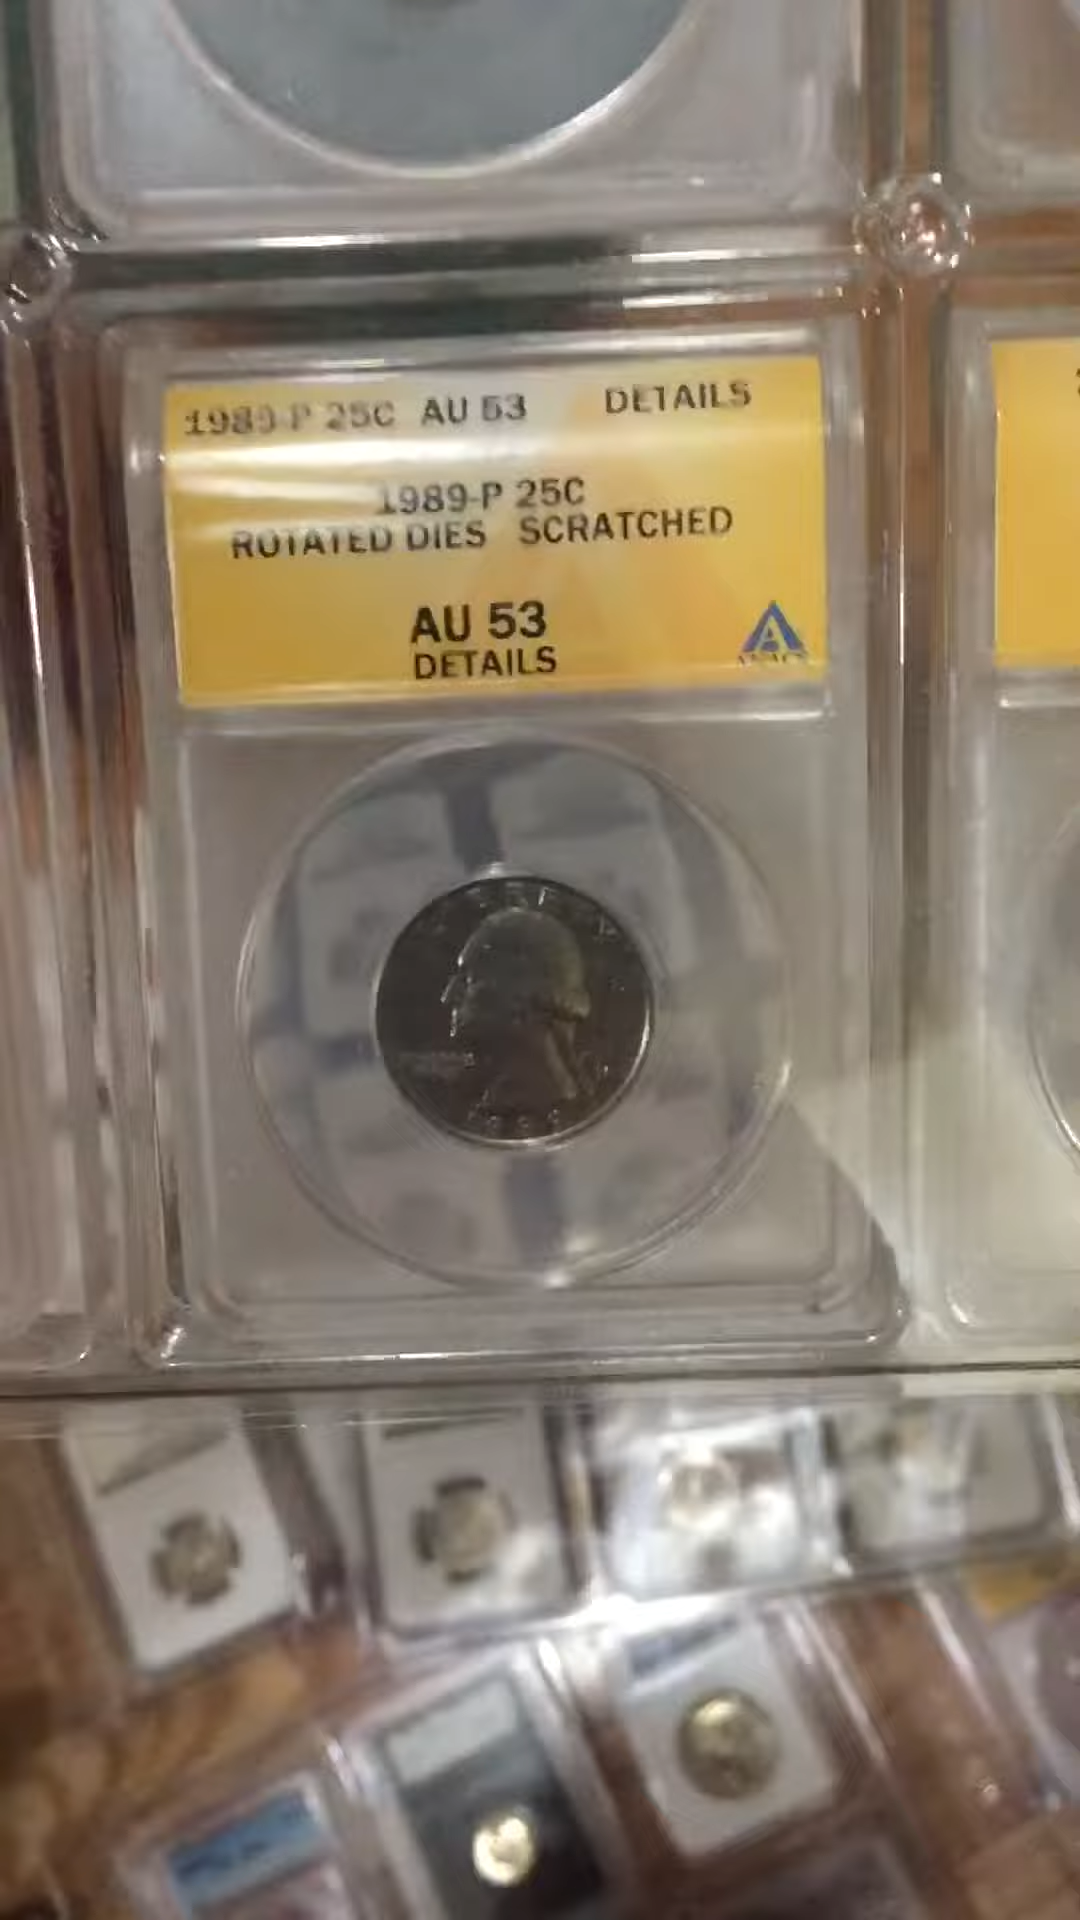 1989-P 25C AU 53 DETAILS
1989-P 25C
ROTATED DIES SCRATCHED
AU 53
DETAILS